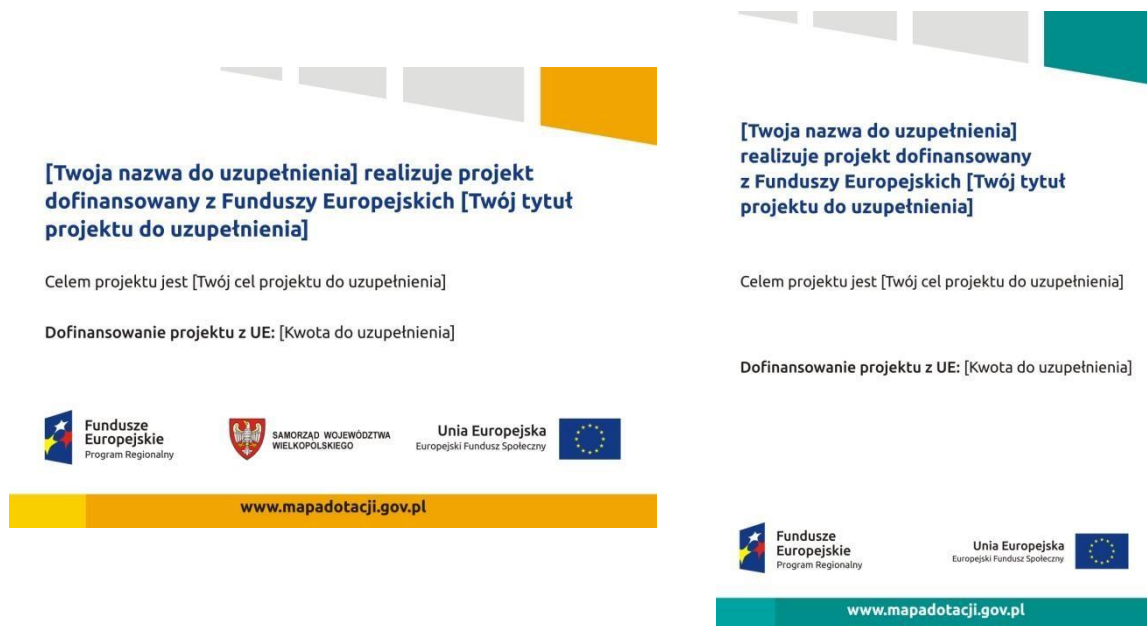 [Twoja nazwa do uzupełnienia] realizuje projekt
dofinansowany z Funduszy Europejskich [Twój tytuł
projektu do uzupełnienia]
Celem projektu jest [Twój cel projektu do uzupełnienia]
Dofinansowanie projektu z UE: [Kwota do uzupełnienia]
Fundusze
Europejskie
Program Regionalny
SAMORZĄD WOJEWÓDZTWA
WIELKOPOLSKIEGO
Unia Europejska
Europejski Fundusz Społeczny
www.mapadotacji.gov.pl
[Twoja nazwa do uzupełnienia]
realizuje projekt dofinansowany
z Funduszy Europejskich [Twój tytuł
projektu do uzupełnienia]
Celem projektu jest [Twój cel projektu do uzupełnienia]
Dofinansowanie projektu z UE: [Kwota do uzupełnienia]
Fundusze
Europejskie
Program Regionalny
Unia Europejska
Europejski Fundusz Społeczny
www.mapadotacji.gov.pl